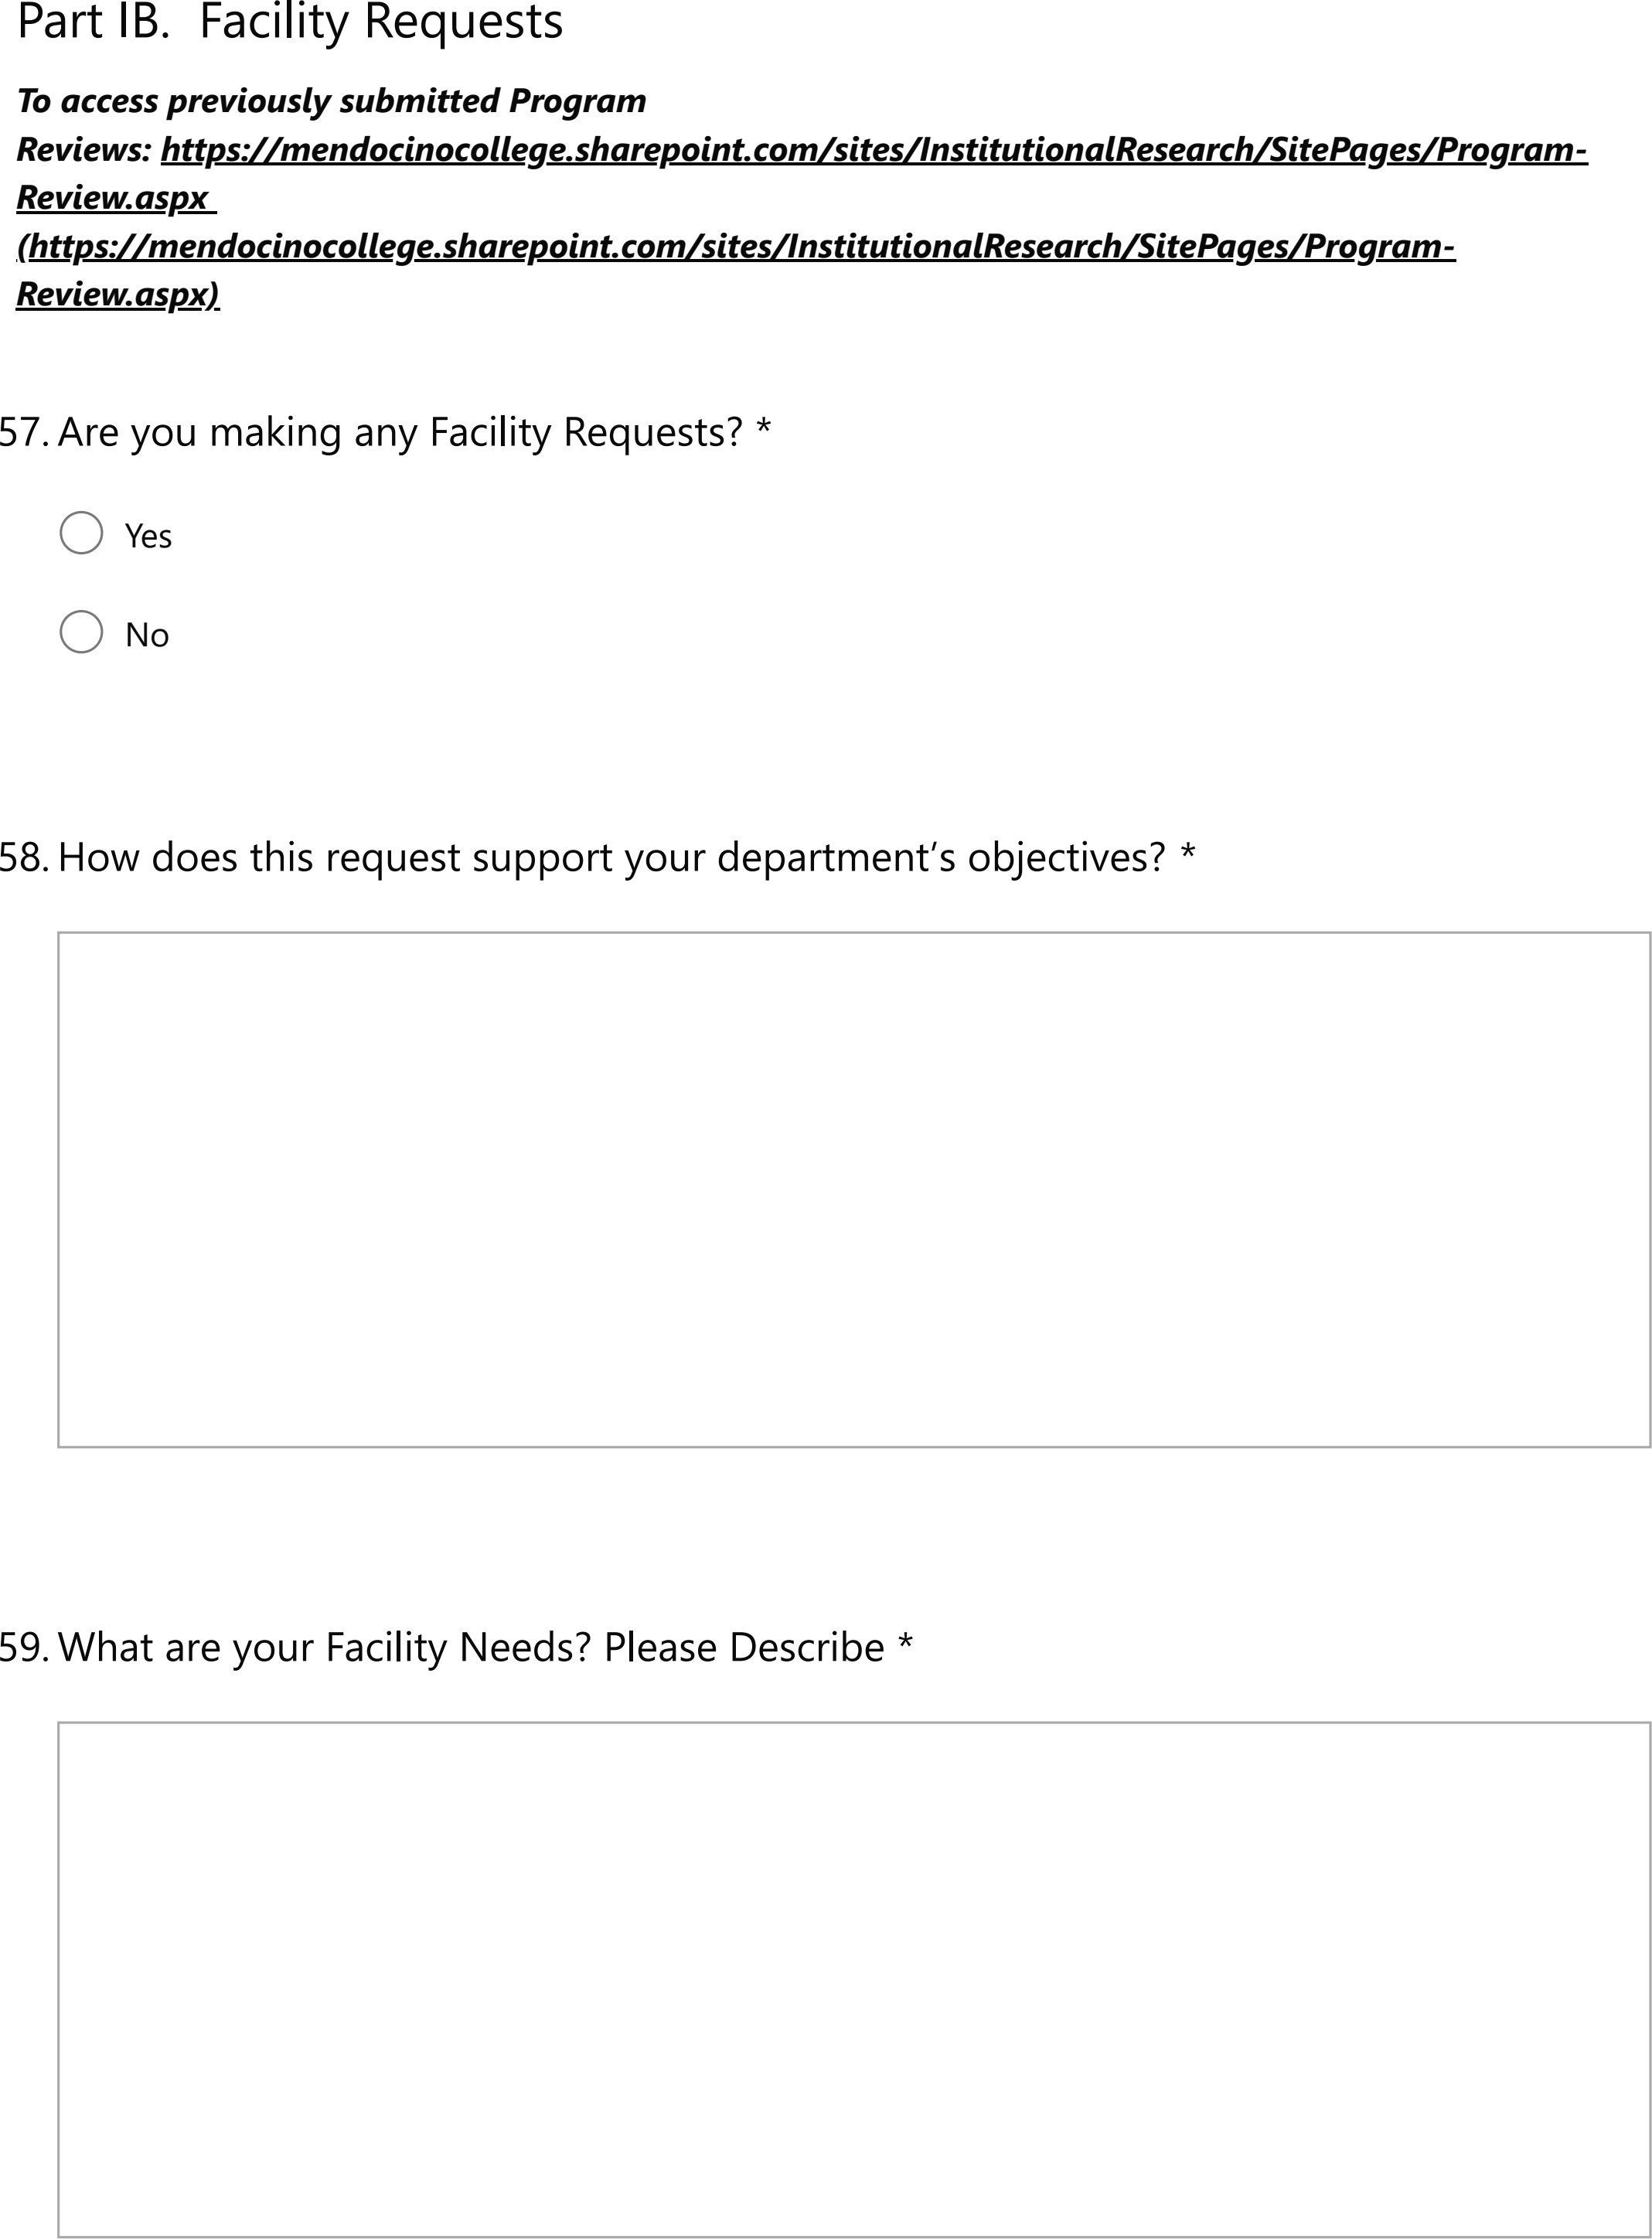 Part IB.  Facility Requests
To access previously submitted Program
Reviews: https://mendocinocollege.sharepoint.com/sites/InstitutionalResearch/SitePages/Program-
Review.aspx
(https://mendocinocollege.sharepoint.com/sites/InstitutionalResearch/SitePages/Program-
Review.aspx)
57. Are you making any Facility Requests? *
Yes
No
58. How does this request support your department’s objectives? *
59. What are your Facility Needs? Please Describe *